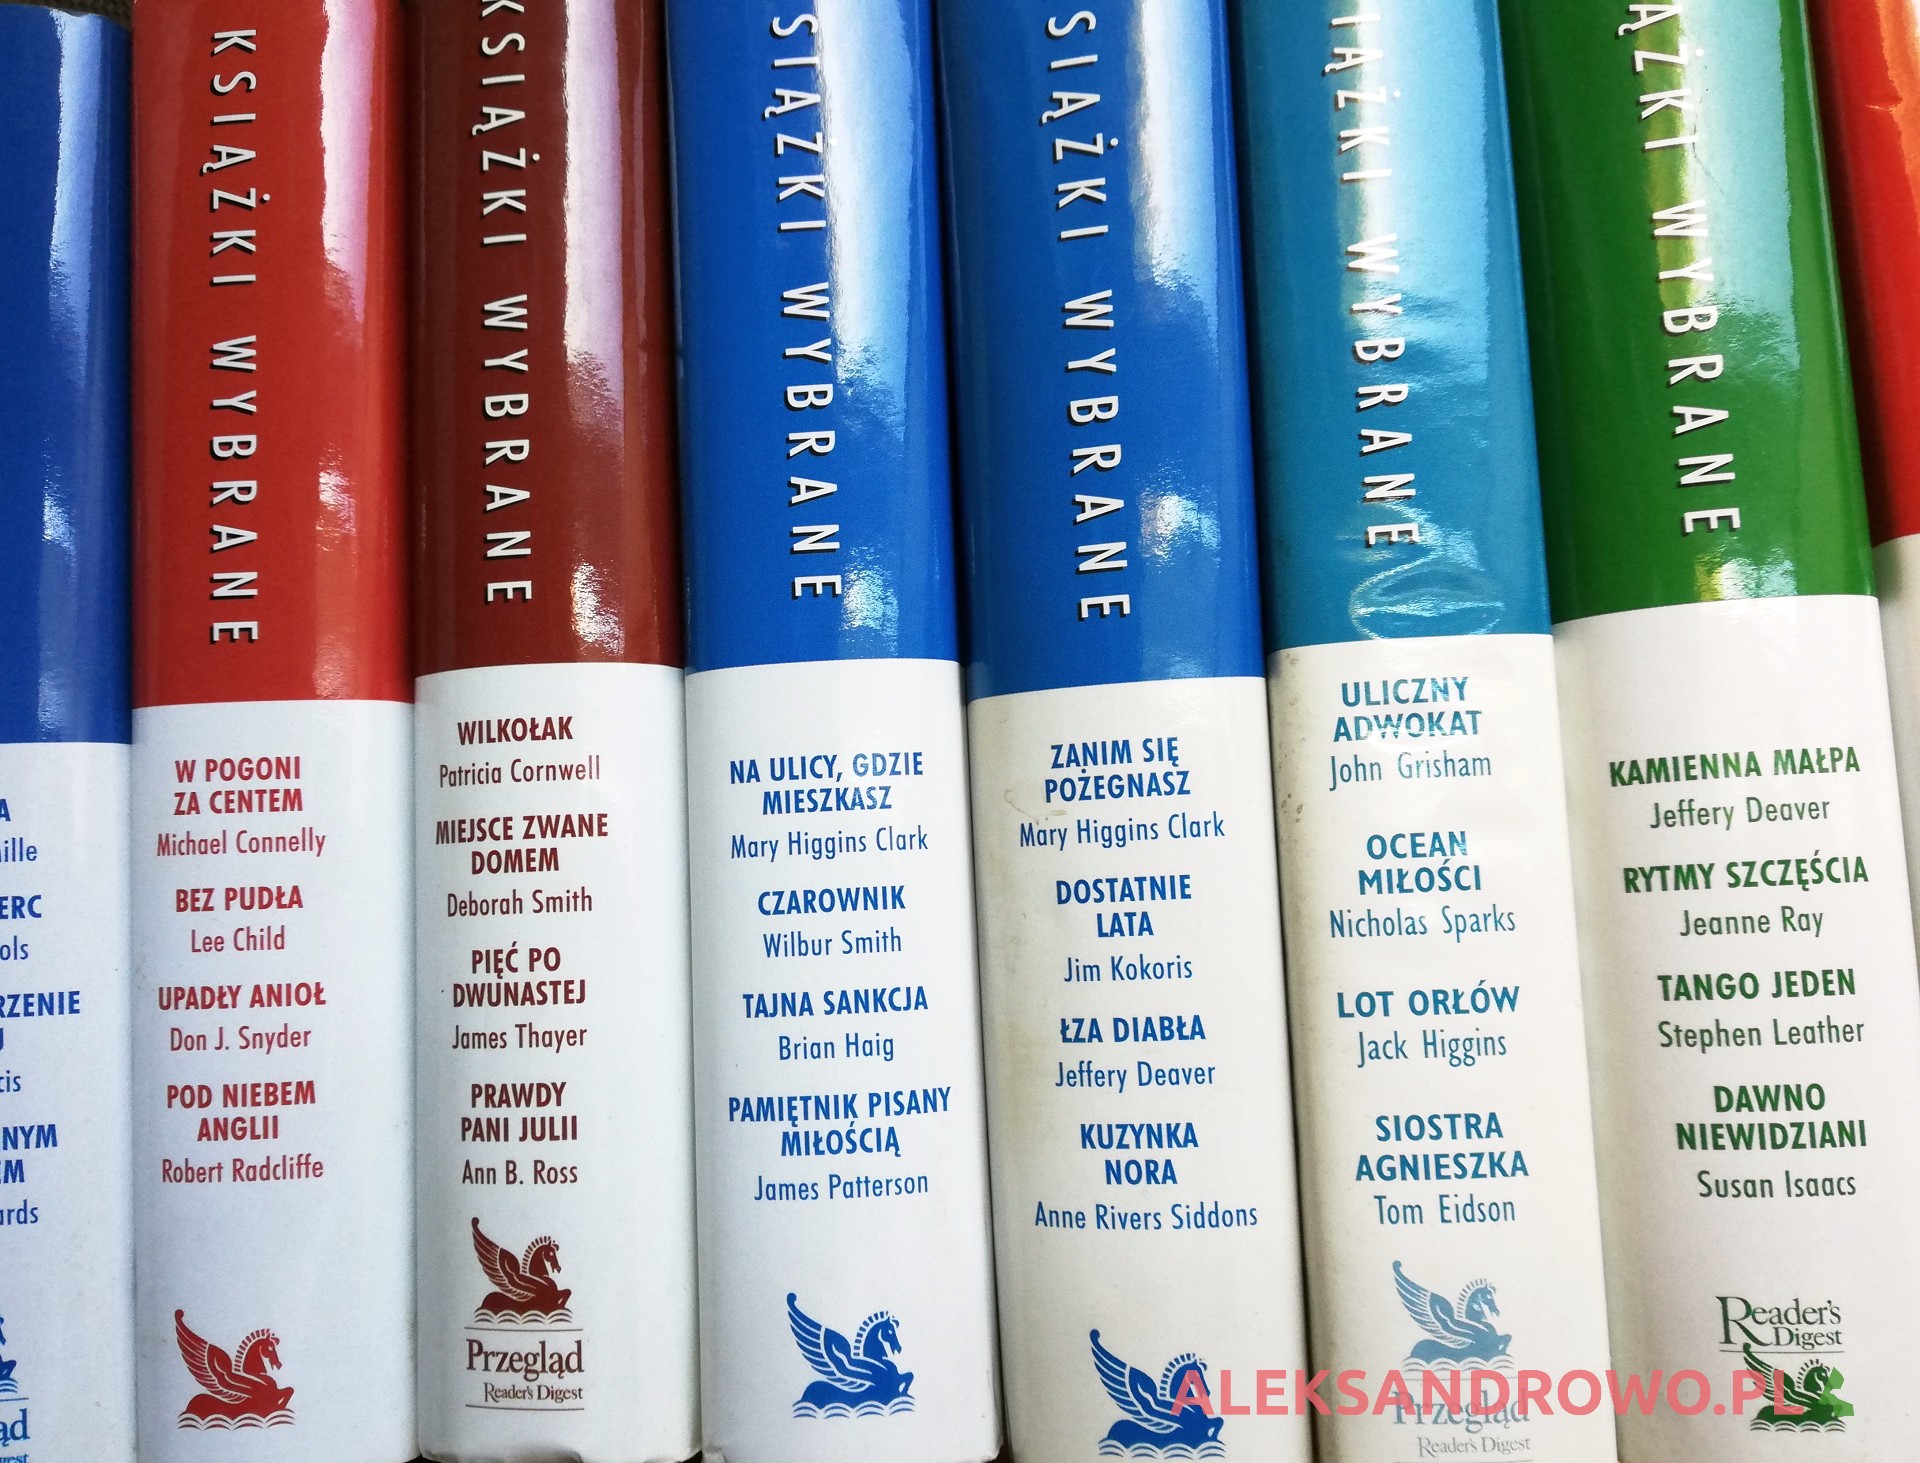 KSIĄŻKI WYBRANE
W POGONI
ZA CENTEM
Michael Connelly
BEZ PUDŁA
Lee Child
UPADŁY ANIOŁ
Don J. Snyder
POD NIEBEM
ANGLII
Robert Radcliffe
KSIĄŻKI WYBRANE
WILKOŁAK
Patricia Cornwell
MIEJSCE ZWANE
DOMEM
Deborah Smith
PIĘĆ PO
DWUNASTEJ
James Thayer
PRAWDY
PANI JULII
Ann B. Ross
Przegląd
Reader's Digest
SIĄŻKI WYBRANE
NA ULICY, GDZIE
MIESZKASZ
Mary Higgins Clark
CZAROWNIK
Wilbur Smith
TAJNA SANKCJA
Brian Haig
PAMIĘTNIK PISANY
MIŁOŚCIĄ
James Patterson
SIĄŻKI WYBRANE
ZANIM SIĘ
POŻEGNASZ
Mary Higgins Clark
DOSTATNIE
LATA
Jim Kokoris
ŁZA DIABŁA
Jeffery Deaver
KUZYNKA
NORA
Anne Rivers Siddons
IĄŻKI WYBRANE
ULICZNY
ADWOKAT
John Grisham
OCEAN
MIŁOŚCI
Nicholas Sparks
LOT ORŁÓW
Jack Higgins
SIOSTRA
AGNIESZKA
Tom Eidson
Przegląd
Reader's Digest
ĄŻKI WYBRANE
KAMIENNA MAŁPA
Jeffery Deaver
RYTMY SZCZĘŚCIA
Jeanne Ray
TANGO JEDEN
Stephen Leather
DAWNO
NIEWIDZIANI
Susan Isaacs
Reader's
Digest
ALEKSANDROWO.PL